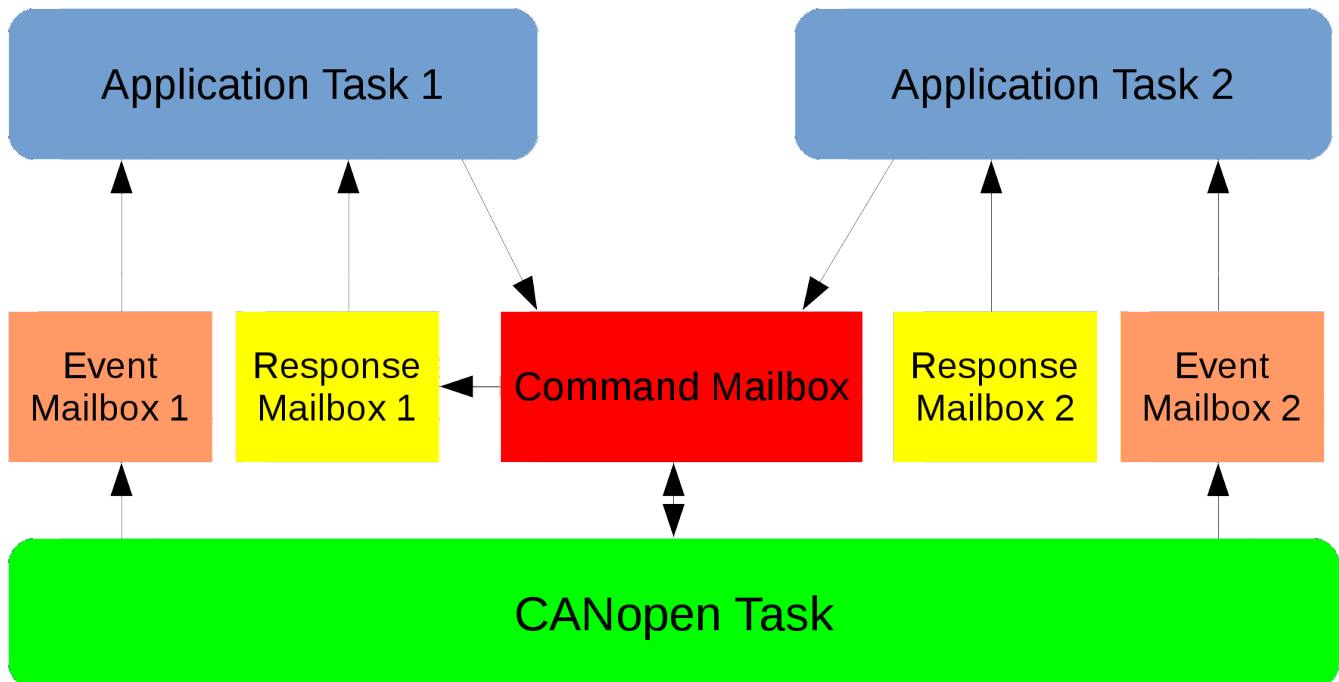 Application Task 1
Application Task 2
Event
Mailbox 1
Response
Mailbox 1
Command Mailbox
Response
Mailbox 2
Event
Mailbox 2
CANopen Task